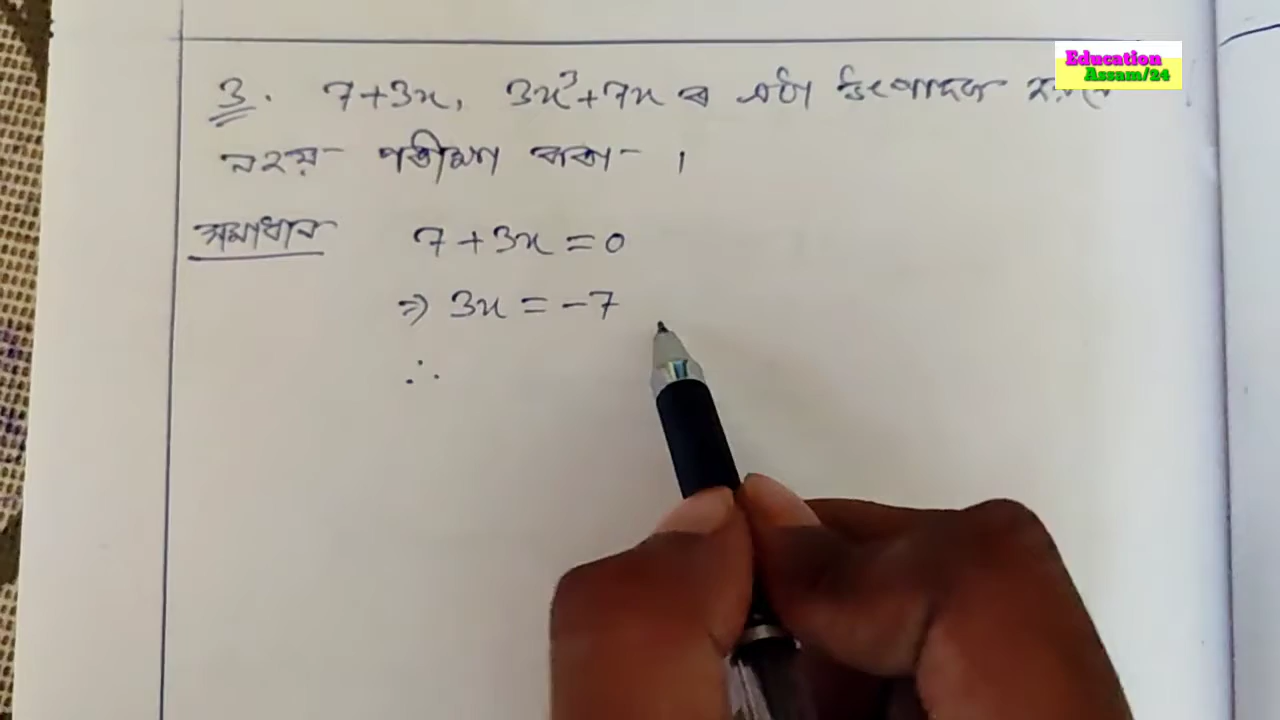 Education
Assam/24
3. 7+3x, 3x³+7x ৰ এটা উৎপাদক হয়নে
নহয় পৰীক্ষা কৰা ।
সমাধান 7+3x=0
⇒ 3x = -7
∴